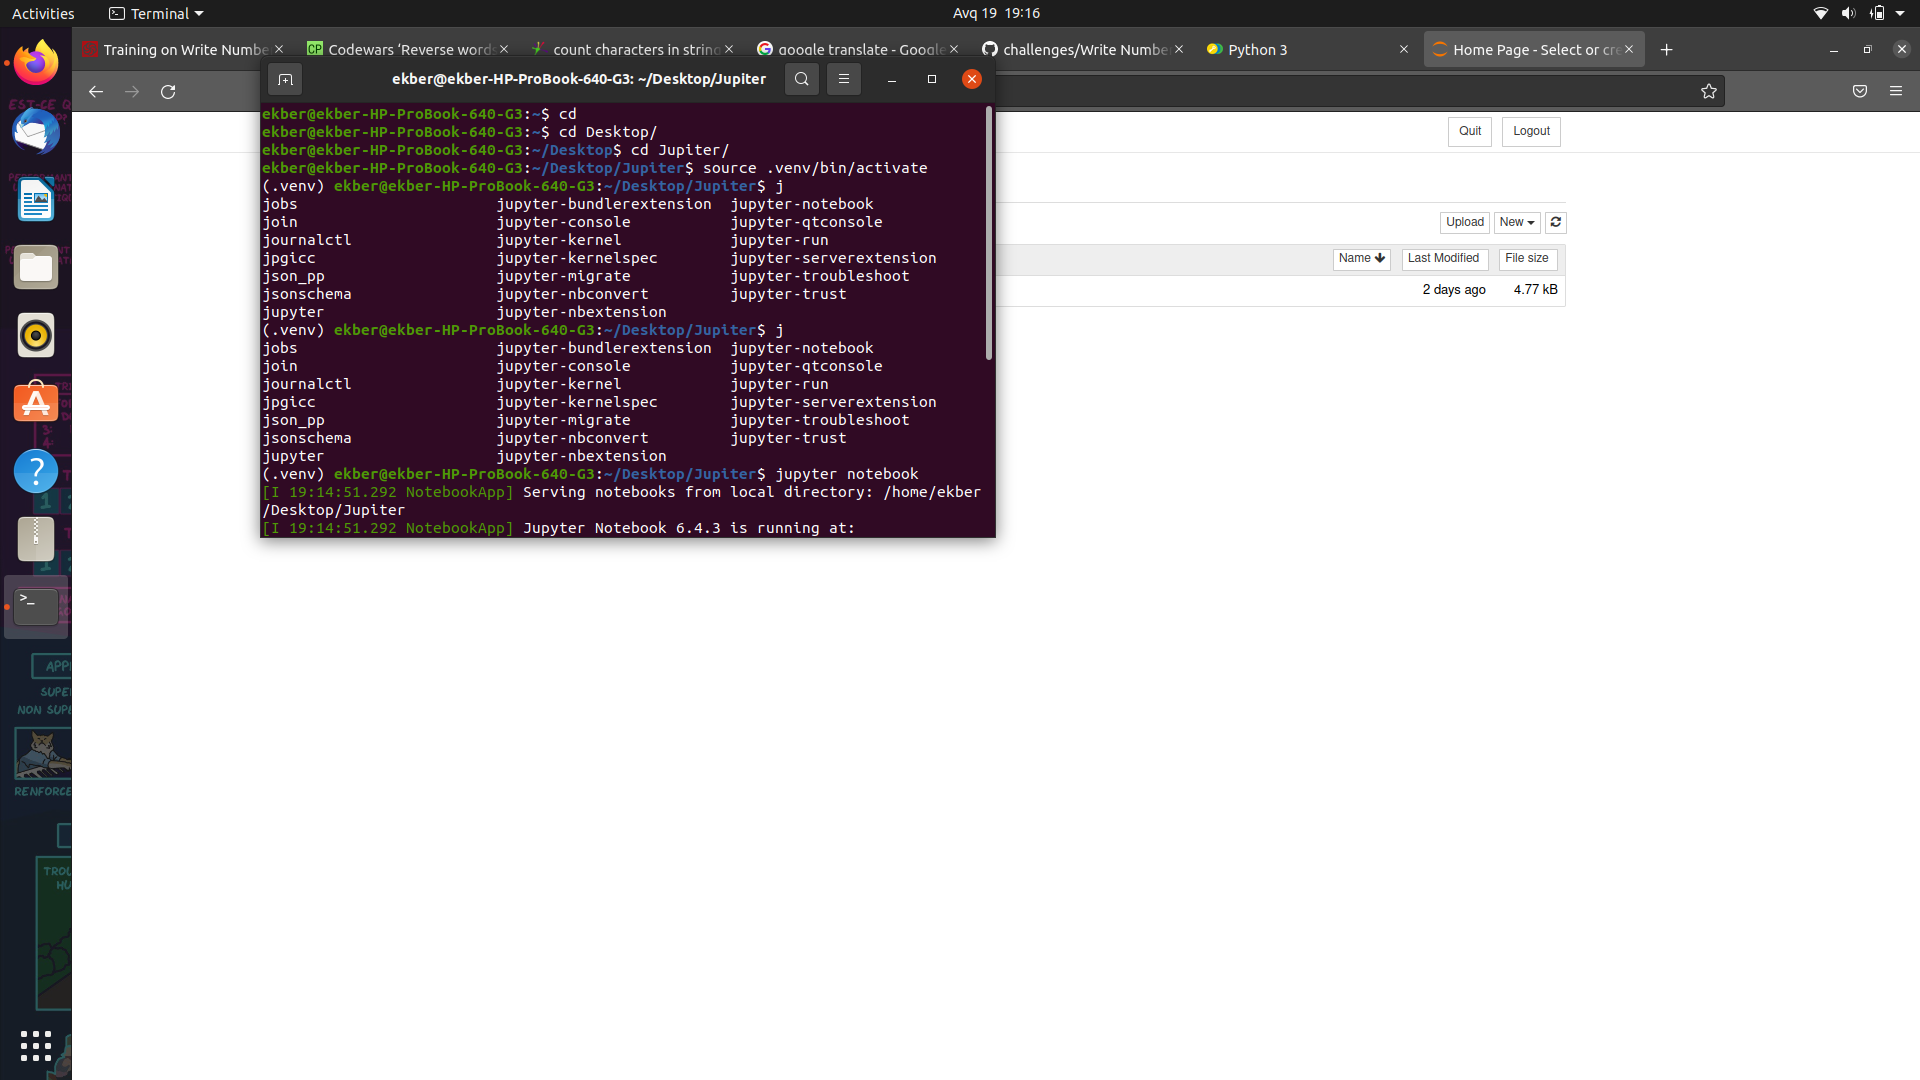 Activities
Terminal
Avq 19 19:16
Training on Write Numbe
Codewars ‘Reverse words
count characters in string
google translate - Google
challenges/Write Numbe
Python 3
Home Page - Select or cre
ekber@ekber-HP-ProBook-640-G3: ~/Desktop/Jupiter
ekber@ekber-HP-ProBook-640-G3:~$ cd
ekber@ekber-HP-ProBook-640-G3:~$ cd Desktop/
ekber@ekber-HP-ProBook-640-G3:~/Desktop$ cd Jupiter/
ekber@ekber-HP-ProBook-640-G3:~/Desktop/Jupiter$ source .venv/bin/activate
(.venv) ekber@ekber-HP-ProBook-640-G3:~/Desktop/Jupiter$ j
jobs jupyter-bundlerextension jupyter-notebook
join jupyter-console jupyter-qtconsole
journalctl jupyter-kernel jupyter-run
jpgicc jupyter-kernelspec jupyter-serverextension
json_pp jupyter-migrate jupyter-troubleshoot
jsonschema jupyter-nbconvert jupyter-trust
jupyter jupyter-nbextension
(.venv) ekber@ekber-HP-ProBook-640-G3:~/Desktop/Jupiter$ j
jobs jupyter-bundlerextension jupyter-notebook
join jupyter-console jupyter-qtconsole
journalctl jupyter-kernel jupyter-run
jpgicc jupyter-kernelspec jupyter-serverextension
json_pp jupyter-migrate jupyter-troubleshoot
jsonschema jupyter-nbconvert jupyter-trust
jupyter jupyter-nbextension
(.venv) ekber@ekber-HP-ProBook-640-G3:~/Desktop/Jupiter$ jupyter notebook
[I 19:14:51.292 NotebookApp] Serving notebooks from local directory: /home/ekber
/Desktop/Jupiter
[I 19:14:51.292 NotebookApp] Jupyter Notebook 6.4.3 is running at:
Quit
Logout
Upload
New
Name
Last Modified
File size
2 days ago
4.77 kB
EST-CE Q
APP
SUPE
NON SUPE
RENFORCE
TROU
HU